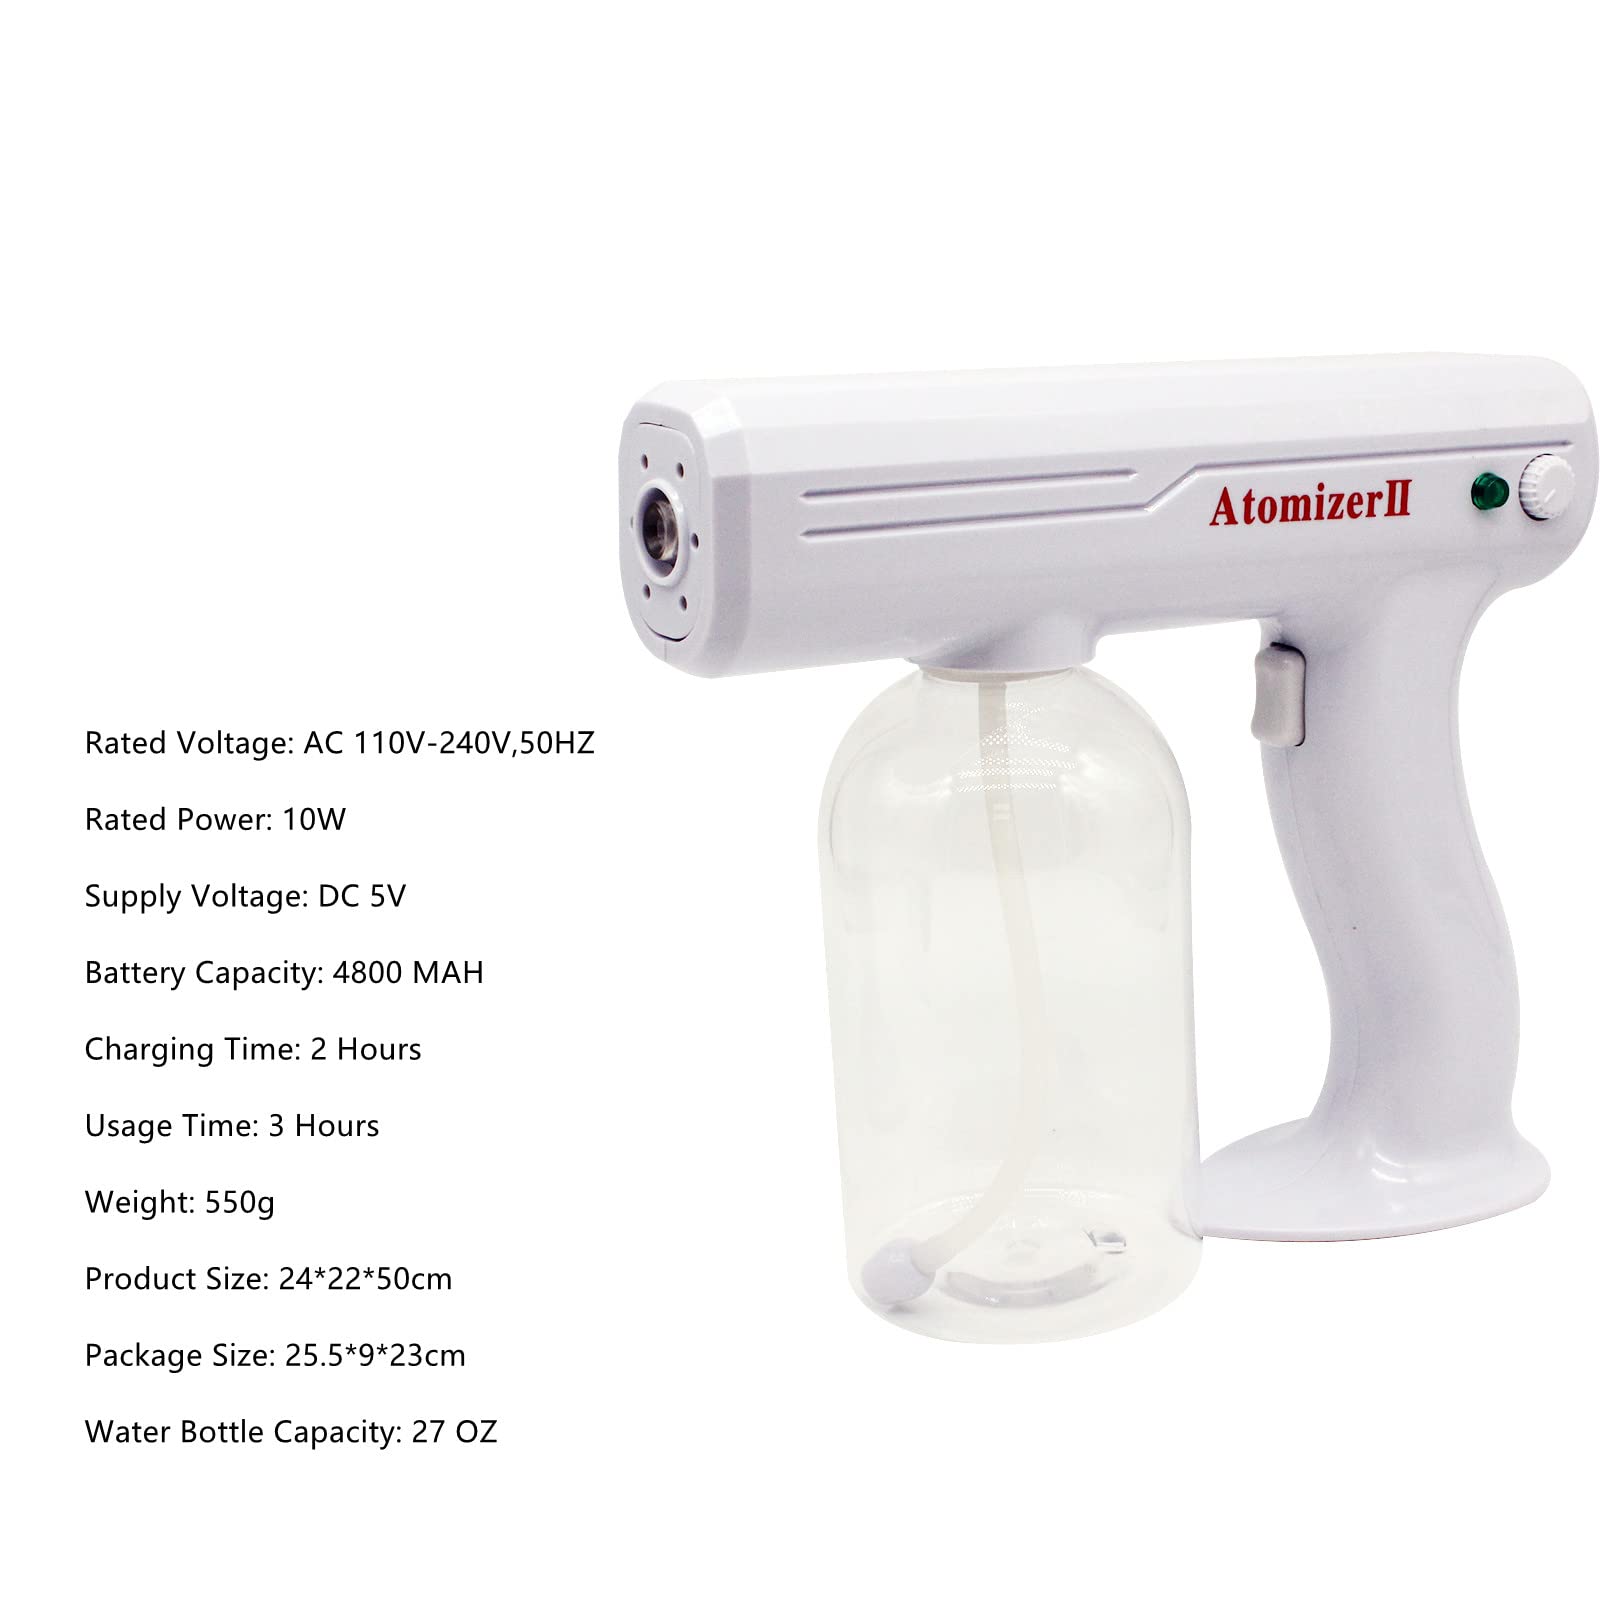 AtomizerII
Rated Voltage: AC 110V-240V,50HZ
Rated Power: 10W
Supply Voltage: DC 5V
Battery Capacity: 4800 MAH
Charging Time: 2 Hours
Usage Time: 3 Hours
Weight: 550g
Product Size: 24*22*50cm
Package Size: 25.5*9*23cm
Water Bottle Capacity: 27 OZ